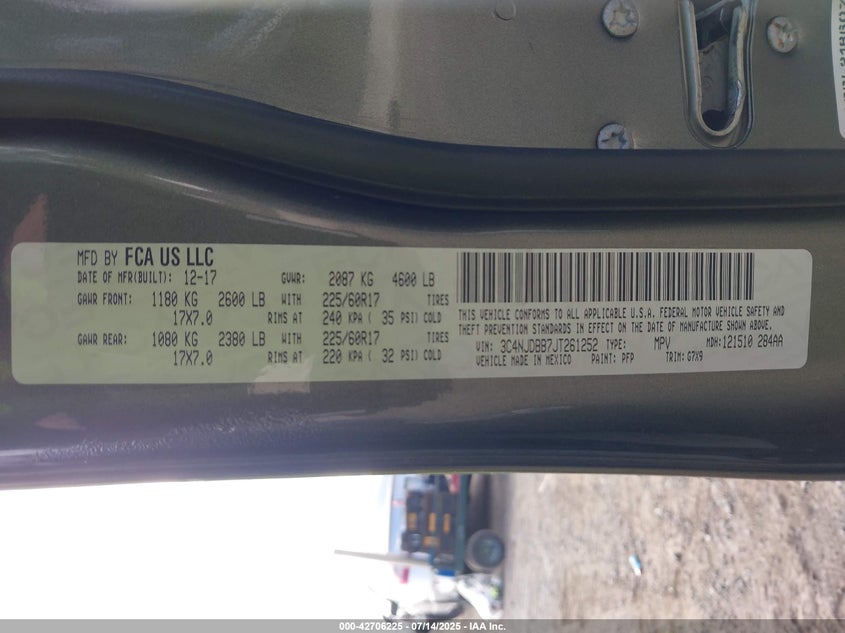 MFD BY FCA US LLC
DATE OF MFR(BUILT): 12-17 GVWR: 2087 KG 4600 LB
GAWR FRONT: 1180 KG 2600 LB WITH 225/60R17 TIRES
17X7.0 RIMS AT 240 KPA ( 35 PSI) COLD
GAWR REAR: 1080 KG 2380 LB WITH 225/60R17 TIRES
17X7.0 RIMS AT 220 KPA ( 32 PSI) COLD
THIS VEHICLE CONFORMS TO ALL APPLICABLE U.S.A. FEDERAL MOTOR VEHICLE SAFETY AND
THEFT PREVENTION STANDARDS IN EFFECT ON THE DATE OF MANUFACTURE SHOWN ABOVE.
VIN: 3C4NJDBB7JT261252 TYPE: MPV MDH:121510 284AA
VEHICLE MADE IN MEXICO PAINT: PFP TRIM: G7X9
000-42706225 - 07/14/2025 - IAA Inc.